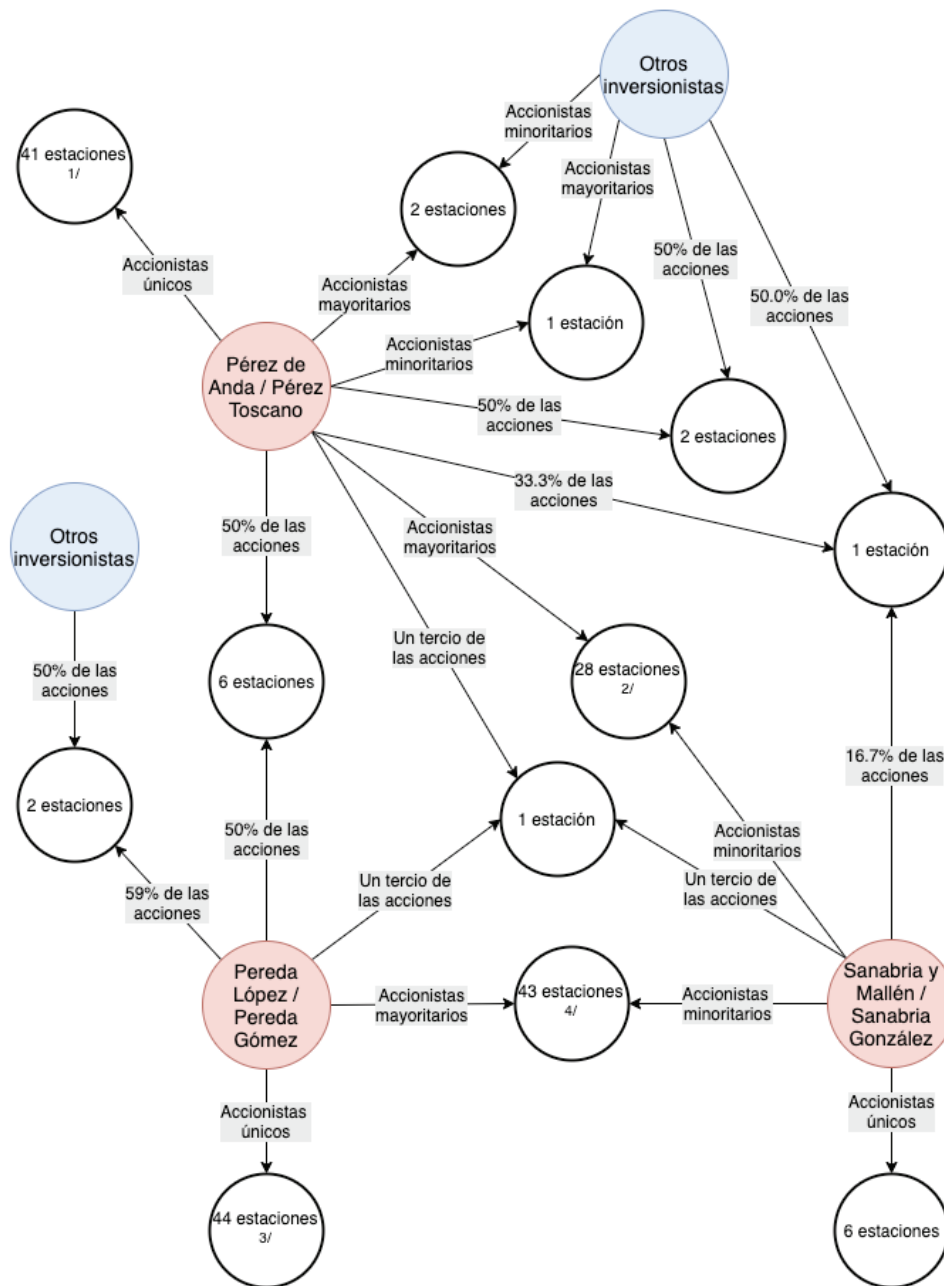 Otros
inversionistas
Accionistas
minoritarios
41 estaciones
1/
Accionistas
mayoritarios
2 estaciones
50% de las
acciones
Accionistas
únicos
Accionistas
mayoritarios
50.0% de las
acciones
1 estación
Accionistas
minoritarios
Pérez de
Anda / Pérez
Toscano
50% de las
acciones
2 estaciones
33.3% de las
acciones
Otros
inversionistas
50% de las
acciones
Accionistas
mayoritarios
1 estación
Un tercio de
las acciones
50% de las
acciones
6 estaciones
28 estaciones
2/
16.7% de las
acciones
2 estaciones
1 estación
50% de las
acciones
Accionistas
minoritarios
59% de las
acciones
Un tercio de
las acciones
Un tercio de
las acciones
Pereda
López /
Pereda
Gómez
Accionistas
mayoritarios
43 estaciones
4/
Accionistas
minoritarios
Sanabria y
Mallén /
Sanabria
González
Accionistas
únicos
Accionistas
únicos
44 estaciones
3/
6 estaciones